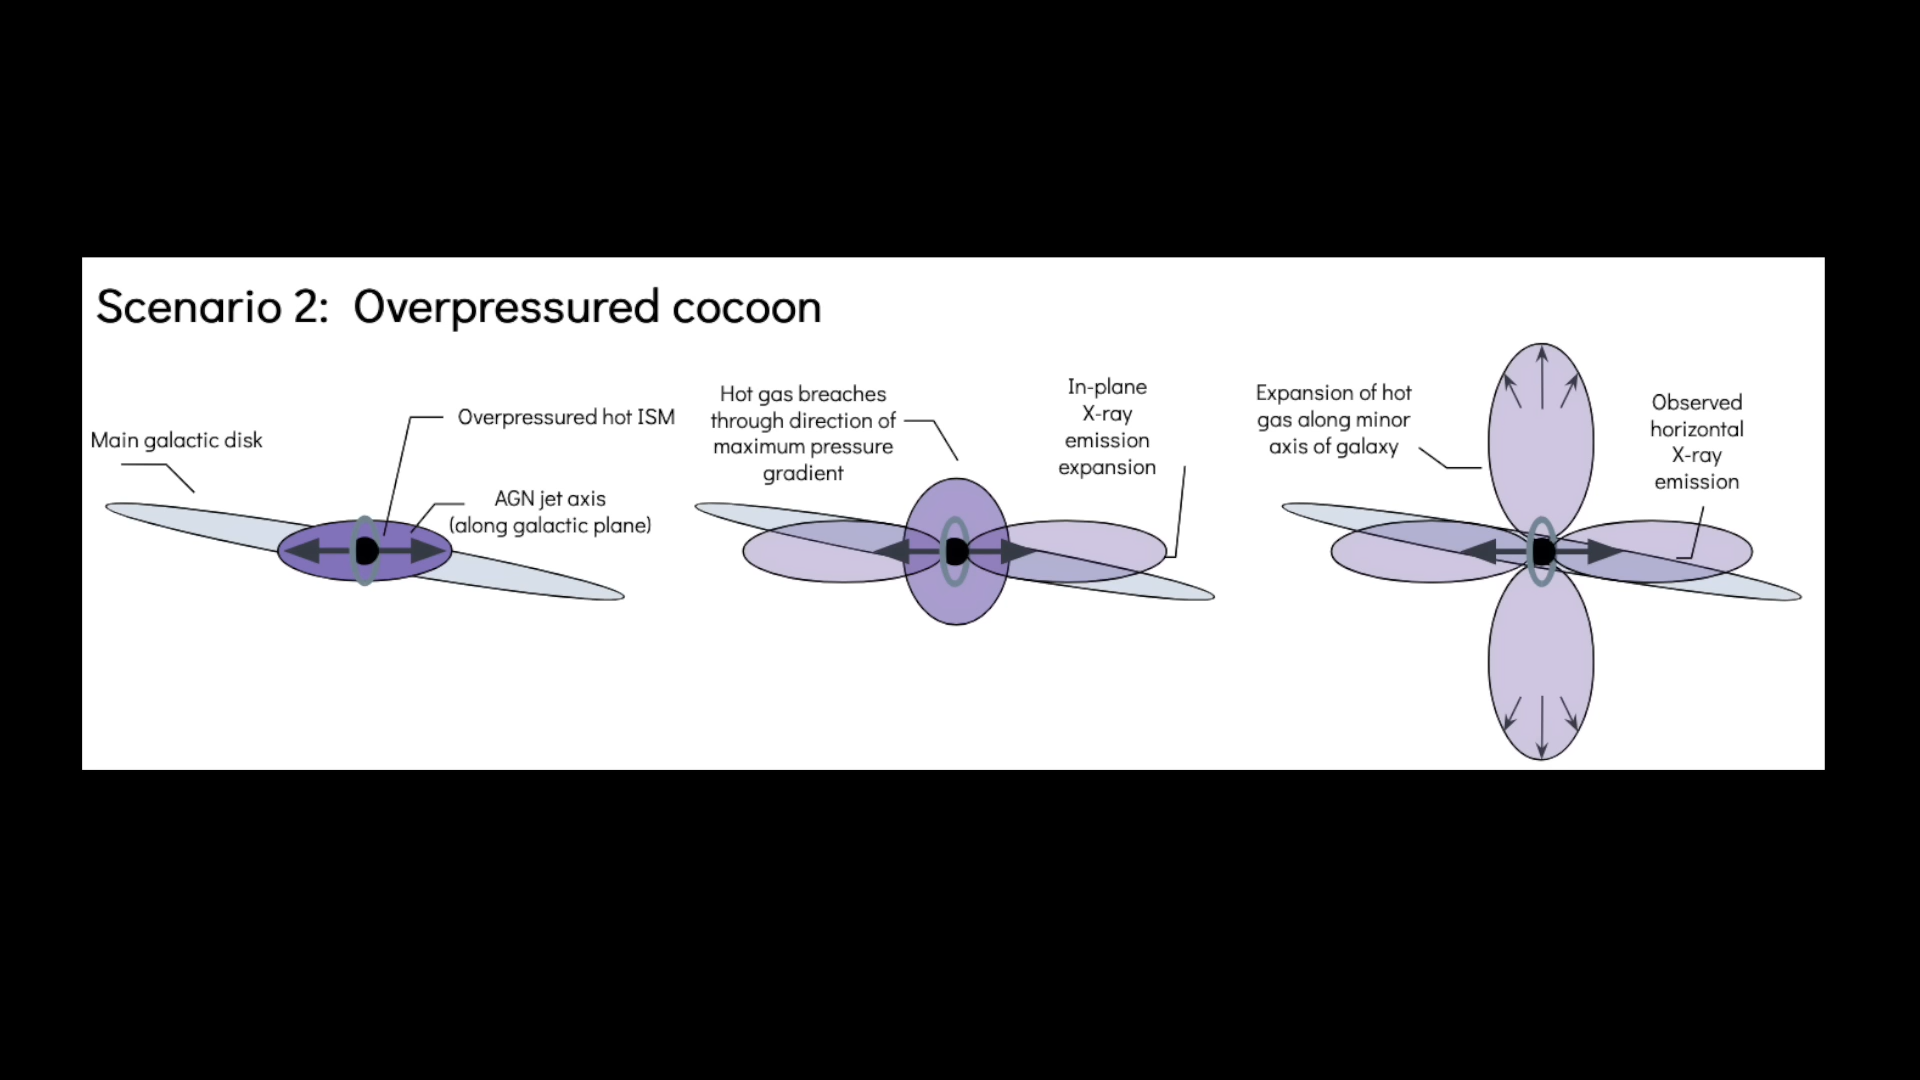 Scenario 2: Overpressured cocoon
Main galactic disk
Overpressured hot ISM
AGN jet axis
(along galactic plane)
Hot gas breaches
through direction of
maximum pressure
gradient
In-plane
X-ray
emission
expansion
Expansion of hot
gas along minor
axis of galaxy
Observed
horizontal
X-ray
emission